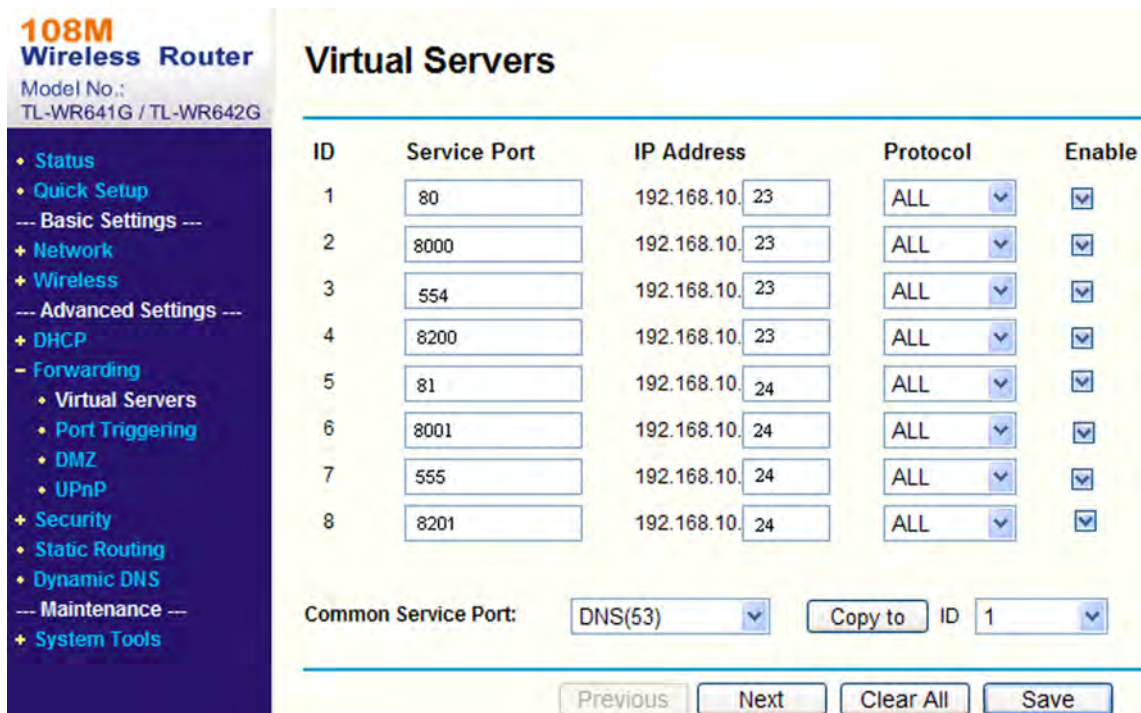 108M
Wireless Router
Model No.:
TL-WR641G / TL-WR642G
Status
Quick Setup
--- Basic Settings ---
+ Network
+ Wireless
--- Advanced Settings ---
+ DHCP
− Forwarding
Virtual Servers
Port Triggering
DMZ
UPnP
+ Security
Static Routing
Dynamic DNS
--- Maintenance ---
+ System Tools
Virtual Servers
ID Service Port IP Address Protocol Enable
1 80 192.168.10. 23 ALL
2 8000 192.168.10. 23 ALL
3 554 192.168.10. 23 ALL
4 8200 192.168.10. 23 ALL
5 81 192.168.10. 24 ALL
6 8001 192.168.10. 24 ALL
7 555 192.168.10. 24 ALL
8 8201 192.168.10. 24 ALL
Common Service Port: DNS(53) Copy to ID 1
Previous Next Clear All Save